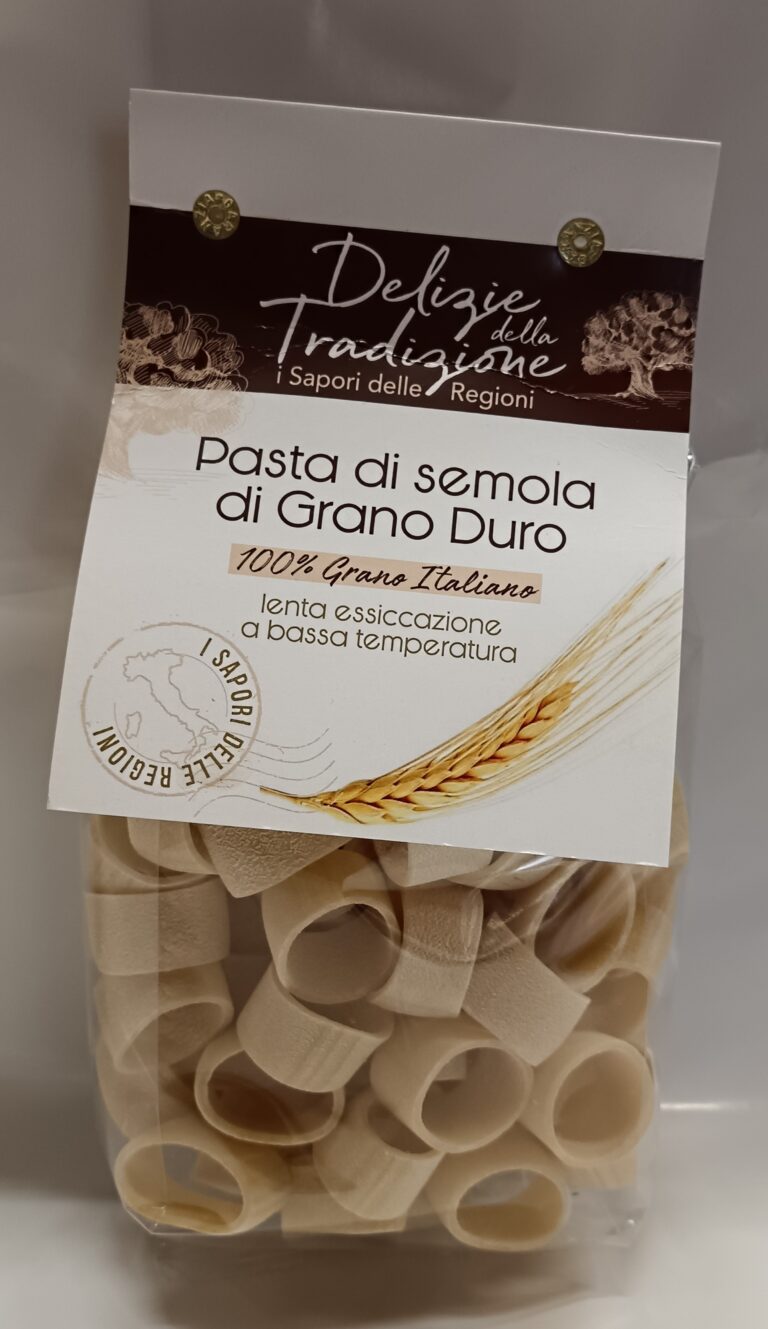 Delizie
della
Tradizione
i Sapori delle Regioni
Pasta di semola
di Grano Duro
100% Grano Italiano
lenta essiccazione
a bassa temperatura
I SAPORI DELLE REGIONI